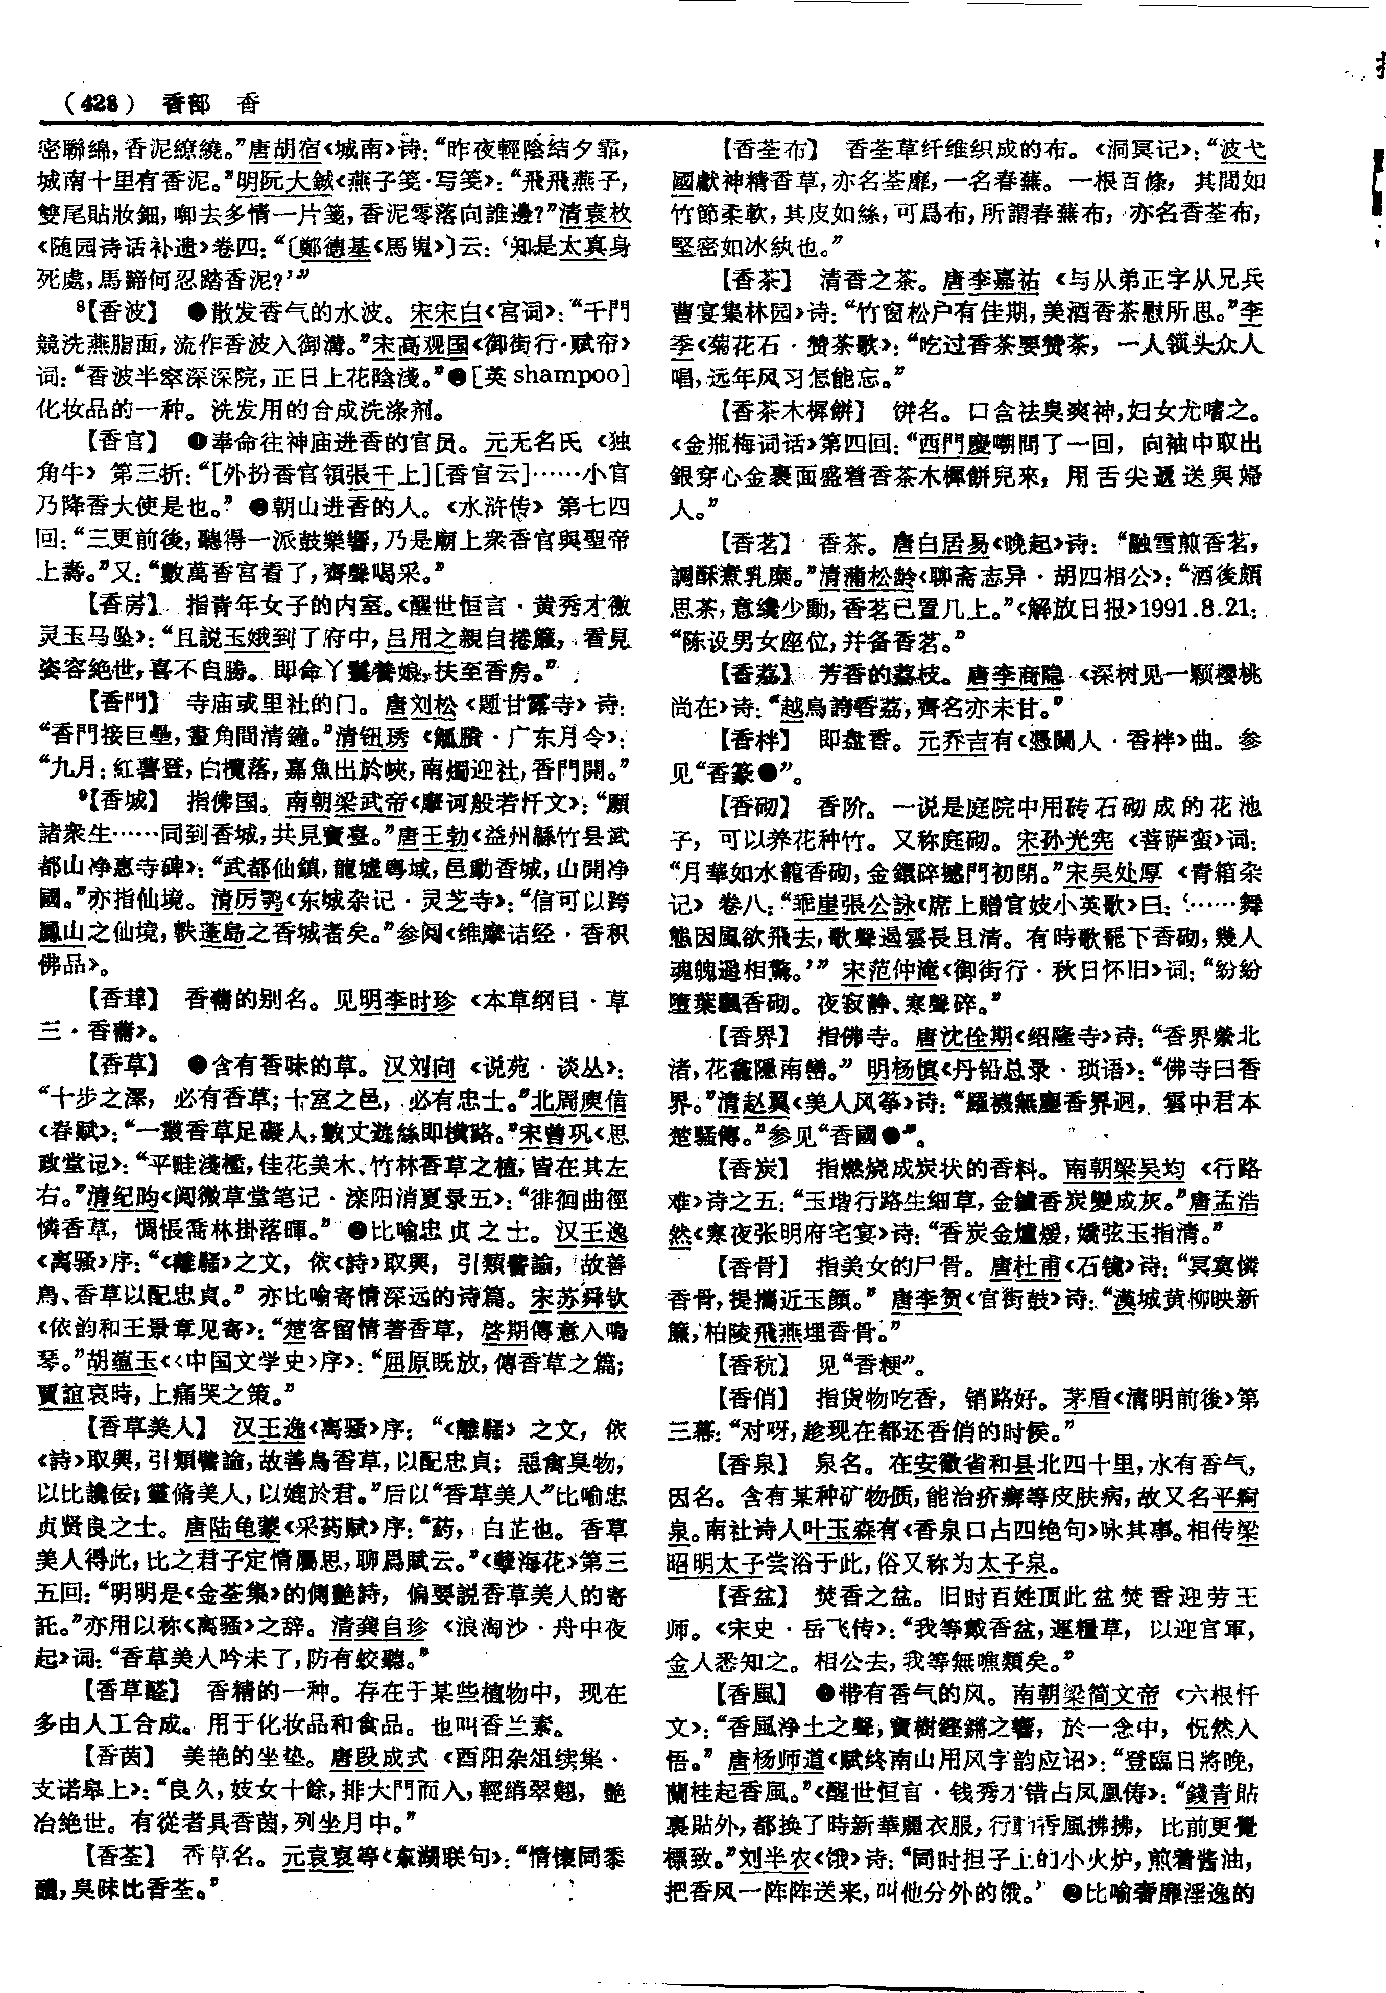 (428) 香部 香
密聯綿，香泥繚繞。”唐胡宿《城南》诗：“昨夜輕陰结夕霏，
城南十里有香泥。”明阮大鋮《燕子笺·写笺》：“飛飛燕子，
雙尾貼妝鈿，啣去多情一片箋，香泥零落向誰邊？”清袁枚
《随园诗话补遗》卷四：“〔鄭德基《馬嵬》〕云：‘知是太真身
死處，馬蹄何忍踏香泥？’”
⁸【香波】 ❶散发香气的水波。宋宋白《宫词》：“千門
競洗燕脂面，流作香波入御溝。”宋高观国《御街行·赋帘》
词：“香波半窣深深院，正日上花陰淺。”❷[英 shampoo]
化妆品的一种。洗发用的合成洗涤剂。
【香官】 ❶奉命往神庙进香的官员。元无名氏《独
角牛》第三折：“[外扮香官領張千上][香官云]……小官
乃降香大使是也。” ❷朝山进香的人。《水浒传》第七四
回：“三更前後，聽得一派鼓樂響，乃是廟上衆香官與聖帝
上壽。”又：“數萬香官看了，齊聲喝采。”
【香房】 指青年女子的内室。《醒世恒言·黄秀才徼
灵玉马坠》：“且説玉娥到了府中，吕用之親自捲簾，看見
姿容絶世，喜不自勝。即命丫鬟養娘，扶至香房。”
【香門】 寺庙或里社的门。唐刘松《题甘露寺》诗：
“香門接巨壘，畫角間清鐘。”清钮琇《觚賸·广东月令》：
“九月：紅薯登，白欖落，嘉魚出於峽，南燭迎社，香門開。”
⁹【香城】 指佛国。南朝梁武帝《摩诃般若忏文》：“願
諸衆生……同到香城，共見寶臺。”唐王勃《益州緜竹县武
都山净惠寺碑》：“武都仙鎮，龍墟粤域，邑動香城，山開净
國。”亦指仙境。清厉鹗《东城杂记·灵芝寺》：“信可以跨
鳳山之仙境，軼蓬島之香城者矣。”参阅《维摩诘经·香积
佛品》。
【香茸】 香薷的别名。见明李时珍《本草纲目·草
三·香薷》。
【香草】 ❶含有香味的草。汉刘向《说苑·谈丛》：
“十步之澤，必有香草；十室之邑，必有忠士。”北周庾信
《春赋》：“一叢香草足礙人，數丈遊絲即横路。”宋曾巩《思
政堂记》：“平畦淺檻，佳花美木、竹林香草之植，皆在其左
右。”清纪昀《阅微草堂笔记·滦阳消夏录五》：“徘徊曲徑
憐香草，惆悵喬林掛落暉。” ❷比喻忠贞之士。汉王逸
《离骚》序：“《離騷》之文，依《詩》取興，引類譬諭，故善
鳥、香草以配忠貞。” 亦比喻寄情深远的诗篇。宋苏舜钦
《依韵和王景章见寄》：“楚客留情著香草，啓期傳意入鳴
琴。”胡蕴玉《〈中国文学史〉序》：“屈原既放，傳香草之篇；
賈誼哀時，上痛哭之策。”
【香草美人】 汉王逸《离骚》序：“《離騷》之文，依
《詩》取興，引類譬諭，故善鳥香草，以配忠貞；惡禽臭物，
以比讒佞；靈脩美人，以媲於君。”后以“香草美人”比喻忠
贞贤良之士。唐陆龟蒙《采药赋》序：“药，白芷也。香草
美人得此，比之君子定情屬思，聊爲賦云。”《孽海花》第三
五回：“明明是《金荃集》的側艷詩，偏要説香草美人的寄
託。”亦用以称《离骚》之辞。清龚自珍《浪淘沙·舟中夜
起》词：“香草美人吟未了，防有蛟聽。”
【香草醛】 香精的一种。存在于某些植物中，现在
多由人工合成。用于化妆品和食品。也叫香兰素。
【香茵】 美艳的坐垫。唐段成式《酉阳杂俎续集·
支诺皋上》：“良久，妓女十餘，排大門而入，輕綃翠翹，艷
冶絶世。有從者具香茵，列坐月中。”
【香荃】 香草名。元袁裒等《东湖联句》：“情懷同黍
醴，臭味比香荃。”
【香荃布】 香荃草纤维织成的布。《洞冥记》：“波弋
國獻神精香草，亦名荃蘼，一名春蕪。一根百條，其間如
竹節柔軟，其皮如絲，可爲布，所謂春蕪布，亦名香荃布，
堅密如冰紈也。”
【香茶】 清香之茶。唐李嘉祐《与从弟正字从兄兵
曹宴集林园》诗：“竹窗松户有佳期，美酒香茶慰所思。”李
季《菊花石·赞茶歌》：“吃过香茶要赞茶，一人领头众人
唱，远年风习怎能忘。”
【香茶木樨餅】 饼名。口含祛臭爽神，妇女尤嗜之。
《金瓶梅词话》第四回：“西門慶嘲問了一回，向袖中取出
銀穿心金裹面盛着香茶木樨餅兒來，用舌尖遞送與婦
人。”
【香茗】 香茶。唐白居易《晚起》诗：“融雪煎香茗，
調酥煮乳糜。”清蒲松龄《聊斋志异·胡四相公》：“酒後頗
思茶，意纔少動，香茗已置几上。”《解放日报》1991.8.21：
“陈设男女座位，并备香茗。”
【香荔】 芳香的荔枝。唐李商隐《深树见一颗樱桃
尚在》诗：“越鳥誇香荔，齊名亦未甘。”
【香柈】 即盘香。元乔吉有《憑闌人·香柈》曲。参
见“香篆❶”。
【香砌】 香阶。一说是庭院中用砖石砌成的花池
子，可以养花种竹。又称庭砌。宋孙光宪《菩萨蛮》词：
“月華如水籠香砌，金鐶碎撼門初閉。”宋吴处厚《青箱杂
记》卷八：“乖崖張公詠《席上贈官妓小英歌》曰：‘……舞
態因風欲飛去，歌聲遏雲長且清。有時歌罷下香砌，幾人
魂魄遥相驚。’” 宋范仲淹《御街行·秋日怀旧》词：“紛紛
墮葉飄香砌。夜寂静、寒聲碎。”
【香界】 指佛寺。唐沈佺期《绍隆寺》诗：“香界縈北
渚，花龕隱南巒。” 明杨慎《丹铅总录·琐语》：“佛寺曰香
界。”清赵翼《美人风筝》诗：“羅襪無塵香界迥，雲中君本
楚騷傳。”参见“香國❶”。
【香炭】 指燃烧成炭状的香料。南朝梁吴均《行路
难》诗之五：“玉堦行路生細草，金鑪香炭變成灰。”唐孟浩
然《寒夜张明府宅宴》诗：“香炭金爐煖，嬌弦玉指清。”
【香骨】 指美女的尸骨。唐杜甫《石镜》诗：“冥寞憐
香骨，提攜近玉顔。” 唐李贺《官街鼓》诗：“漢城黄柳映新
簾，柏陵飛燕埋香骨。”
【香秔】 见“香粳”。
【香俏】 指货物吃香，销路好。茅盾《清明前後》第
三幕：“对呀，趁现在都还香俏的时候。”
【香泉】 泉名。在安徽省和县北四十里，水有香气，
因名。含有某种矿物质，能治疥癣等皮肤病，故又名平痾
泉。南社诗人叶玉森有《香泉口占四绝句》咏其事。相传梁
昭明太子尝浴于此，俗又称为太子泉。
【香盆】 焚香之盆。旧时百姓顶此盆焚香迎劳王
师。《宋史·岳飞传》：“我等戴香盆，運糧草，以迎官軍，
金人悉知之。相公去，我等無噍類矣。”
【香風】 ❶带有香气的风。南朝梁简文帝《六根忏
文》：“香風浄土之聲，寶樹鏗鏘之響，於一念中，怳然入
悟。” 唐杨师道《赋终南山用风字韵应诏》：“登臨日將晚，
蘭桂起香風。”《醒世恒言·钱秀才错占凤凰俦》：“錢青貼
裏貼外，都换了時新華麗衣服，行動香風拂拂，比前更覺
標致。”刘半农《饿》诗：“同时担子上的小火炉，煎着酱油，
把香风一阵阵送来，叫他分外的饿。” ❷比喻奢靡淫逸的